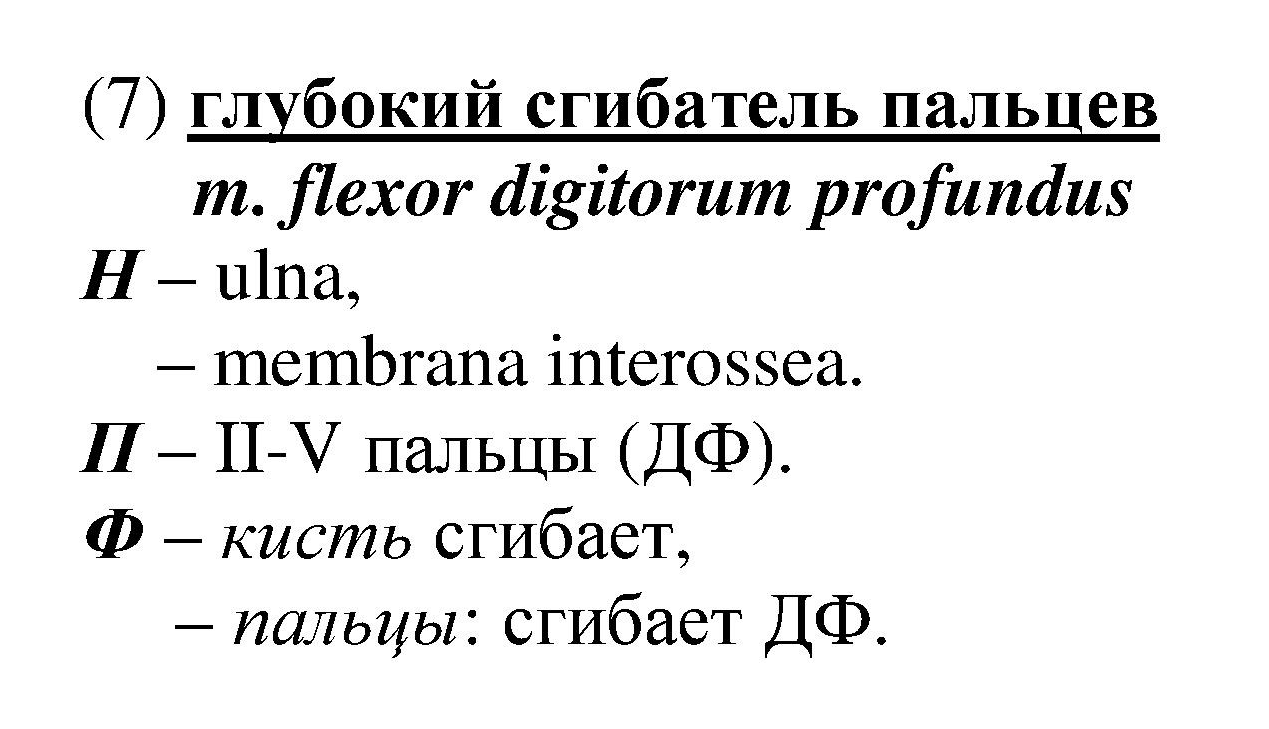 (7) глубокий сгибатель пальцев
m. flexor digitorum profundus
Н – ulna,
– membrana interossea.
П – II-V пальцы (ДФ).
Ф – кисть сгибает,
– пальцы: сгибает ДФ.